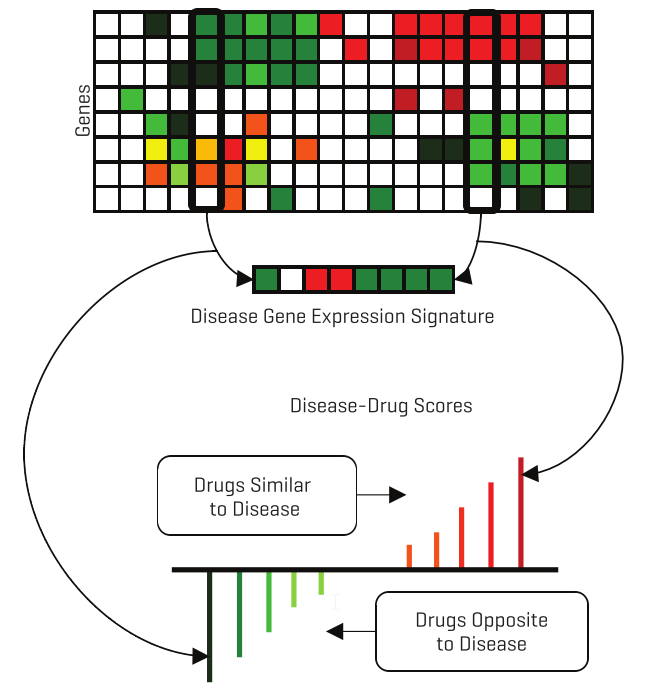 Genes
Disease Gene Expression Signature
Disease-Drug Scores
Drugs Similar
to Disease
Drugs Opposite
to Disease